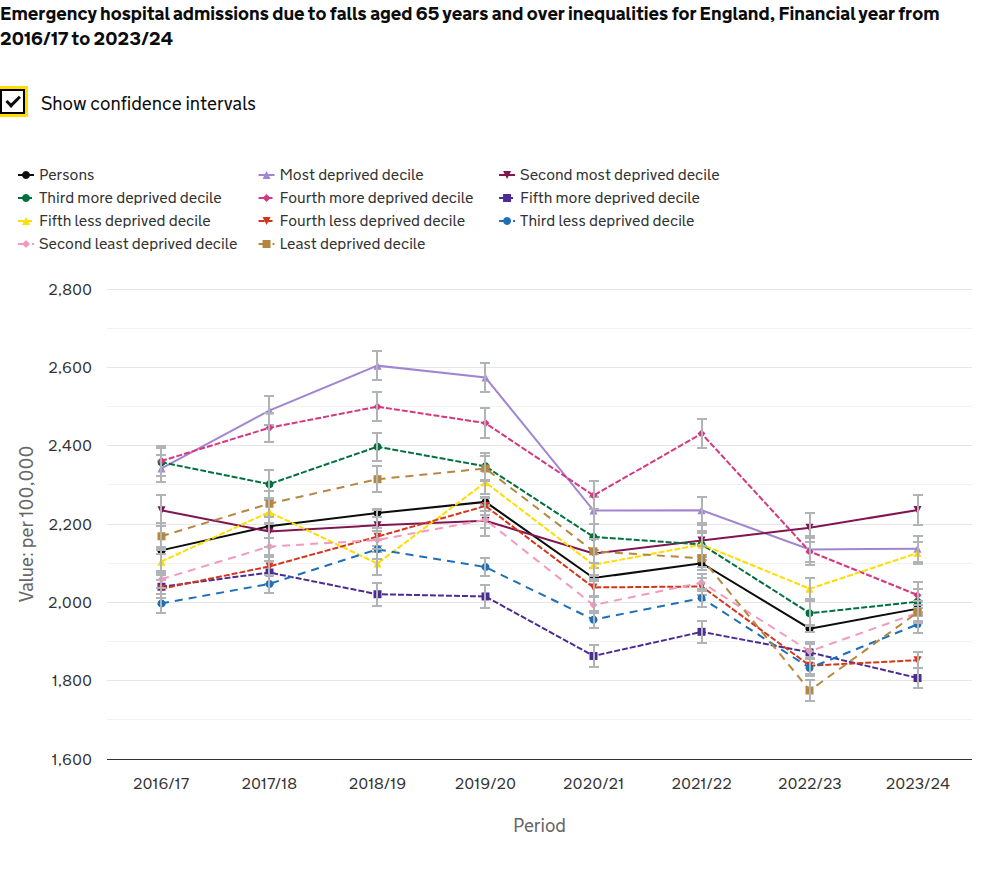 Emergency hospital admissions due to falls aged 65 years and over inequalities for England, Financial year from
2016/17 to 2023/24
Show confidence intervals
Persons
Most deprived decile
Second most deprived decile
Third more deprived decile
Fourth more deprived decile
Fifth more deprived decile
Fifth less deprived decile
Fourth less deprived decile
Third less deprived decile
Second least deprived decile
Least deprived decile
2,800
2,600
2,400
2,200
2,000
1,800
1,600
Value: per 100,000
2016/17
2017/18
2018/19
2019/20
2020/21
2021/22
2022/23
2023/24
Period